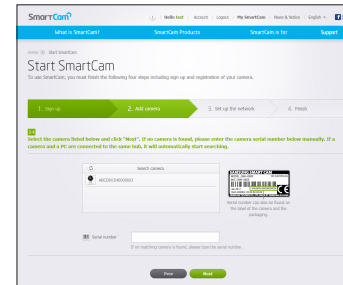 SmartCam
Hello test | Account | Logout | My SmartCam | News & Notice | English
What is SmartCam? SmartCam Products SmartCam is for Support
Home Start SmartCam
Start SmartCam
To use SmartCam, you must finish the following four steps including sign up and registration of your camera.
1. Sign up 2. Add camera 3. Set up the network 4. Finish
Select the camera listed below and click "Next". If no camera is found, please enter the camera serial number below manually. If a
camera and a PC are connected to the same hub, it will automatically start searching.
Search camera.
SAMSUNG SMART CAM
Serial number can also be found on
the label of the camera and the
packaging.
Serial number
If no matching camera is found, please type the serial number.
Prev Next